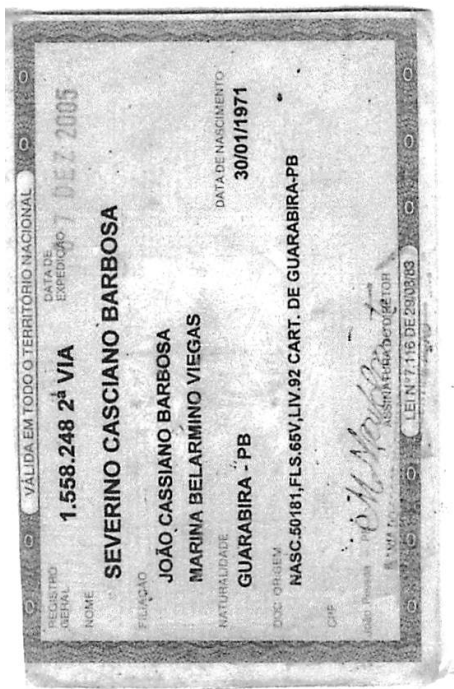 VÁLIDA EM TODO O TERRITÓRIO NACIONAL
REGISTRO GERAL 1.558.248 2ª VIA DATA DE EXPEDIÇÃO 07 DEZ 2005
NOME
SEVERINO CASCIANO BARBOSA
FILIAÇÃO
JOÃO CASSIANO BARBOSA
MARINA BELARMINO VIEGAS
NATURALIDADE DATA DE NASCIMENTO
GUARABIRA - PB 30/01/1971
DOC ORIGEM
NASC.50181,FLS.65V,LIV.92 CART. DE GUARABIRA-PB
CPF
João Pessoa
ASSINATURA DO DIRETOR
LEI Nº 7.116 DE 29/08/83